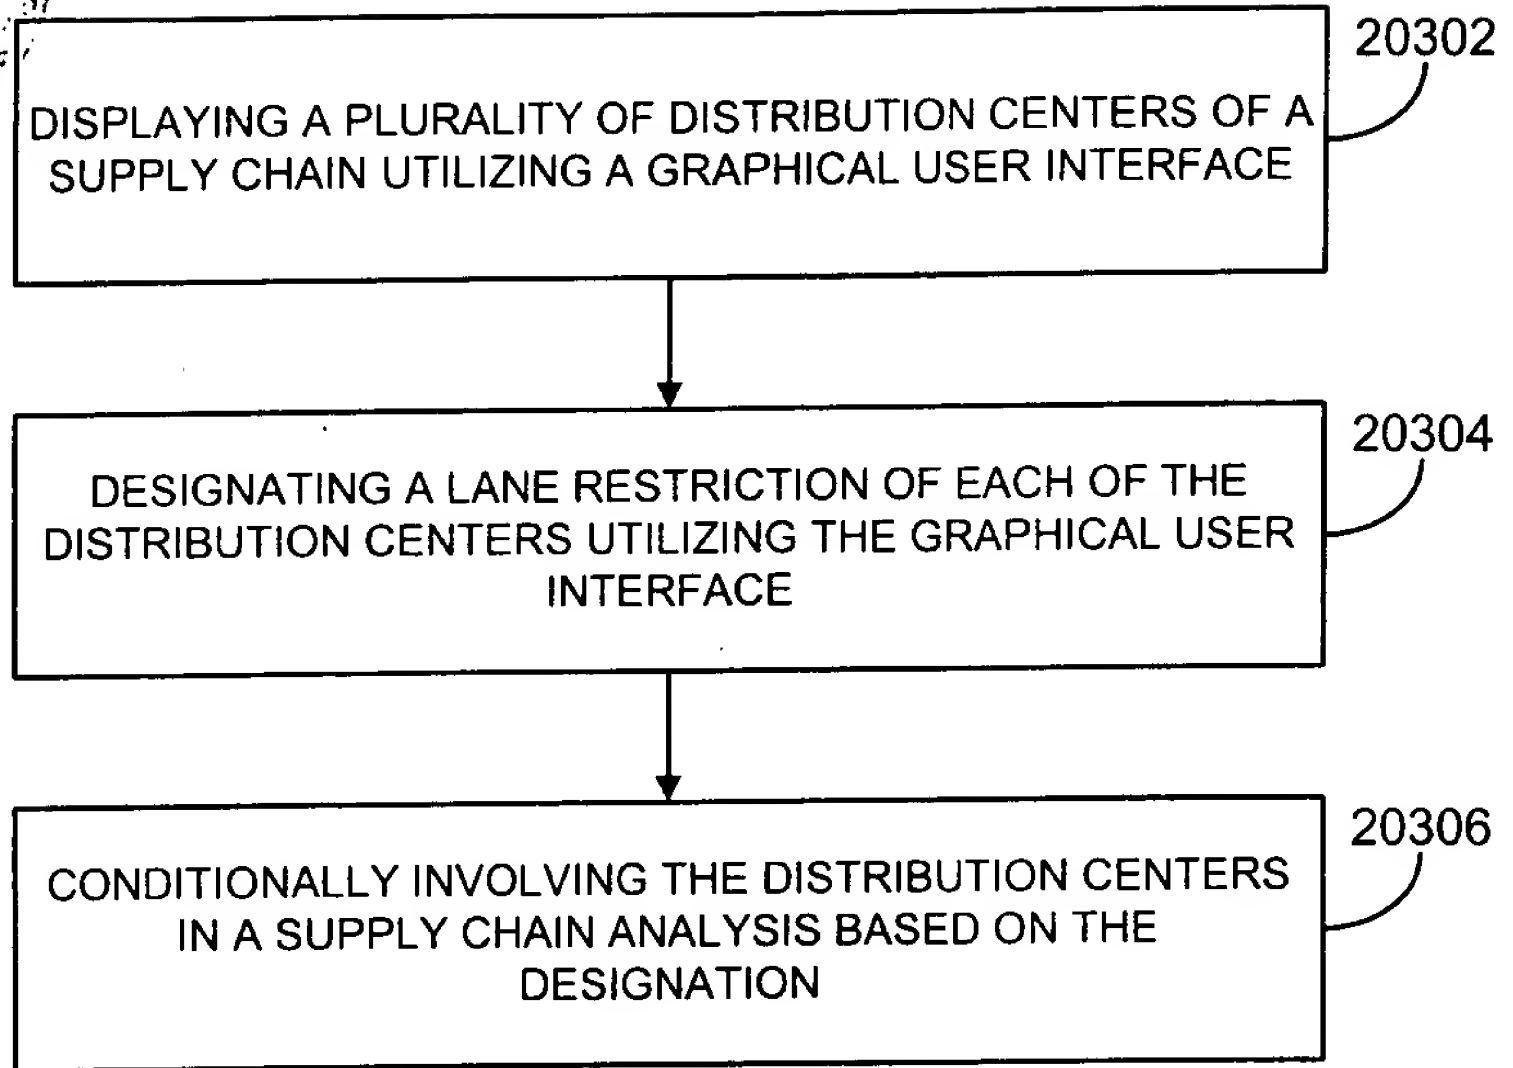 20302
DISPLAYING A PLURALITY OF DISTRIBUTION CENTERS OF A
SUPPLY CHAIN UTILIZING A GRAPHICAL USER INTERFACE
20304
DESIGNATING A LANE RESTRICTION OF EACH OF THE
DISTRIBUTION CENTERS UTILIZING THE GRAPHICAL USER
INTERFACE
20306
CONDITIONALLY INVOLVING THE DISTRIBUTION CENTERS
IN A SUPPLY CHAIN ANALYSIS BASED ON THE
DESIGNATION